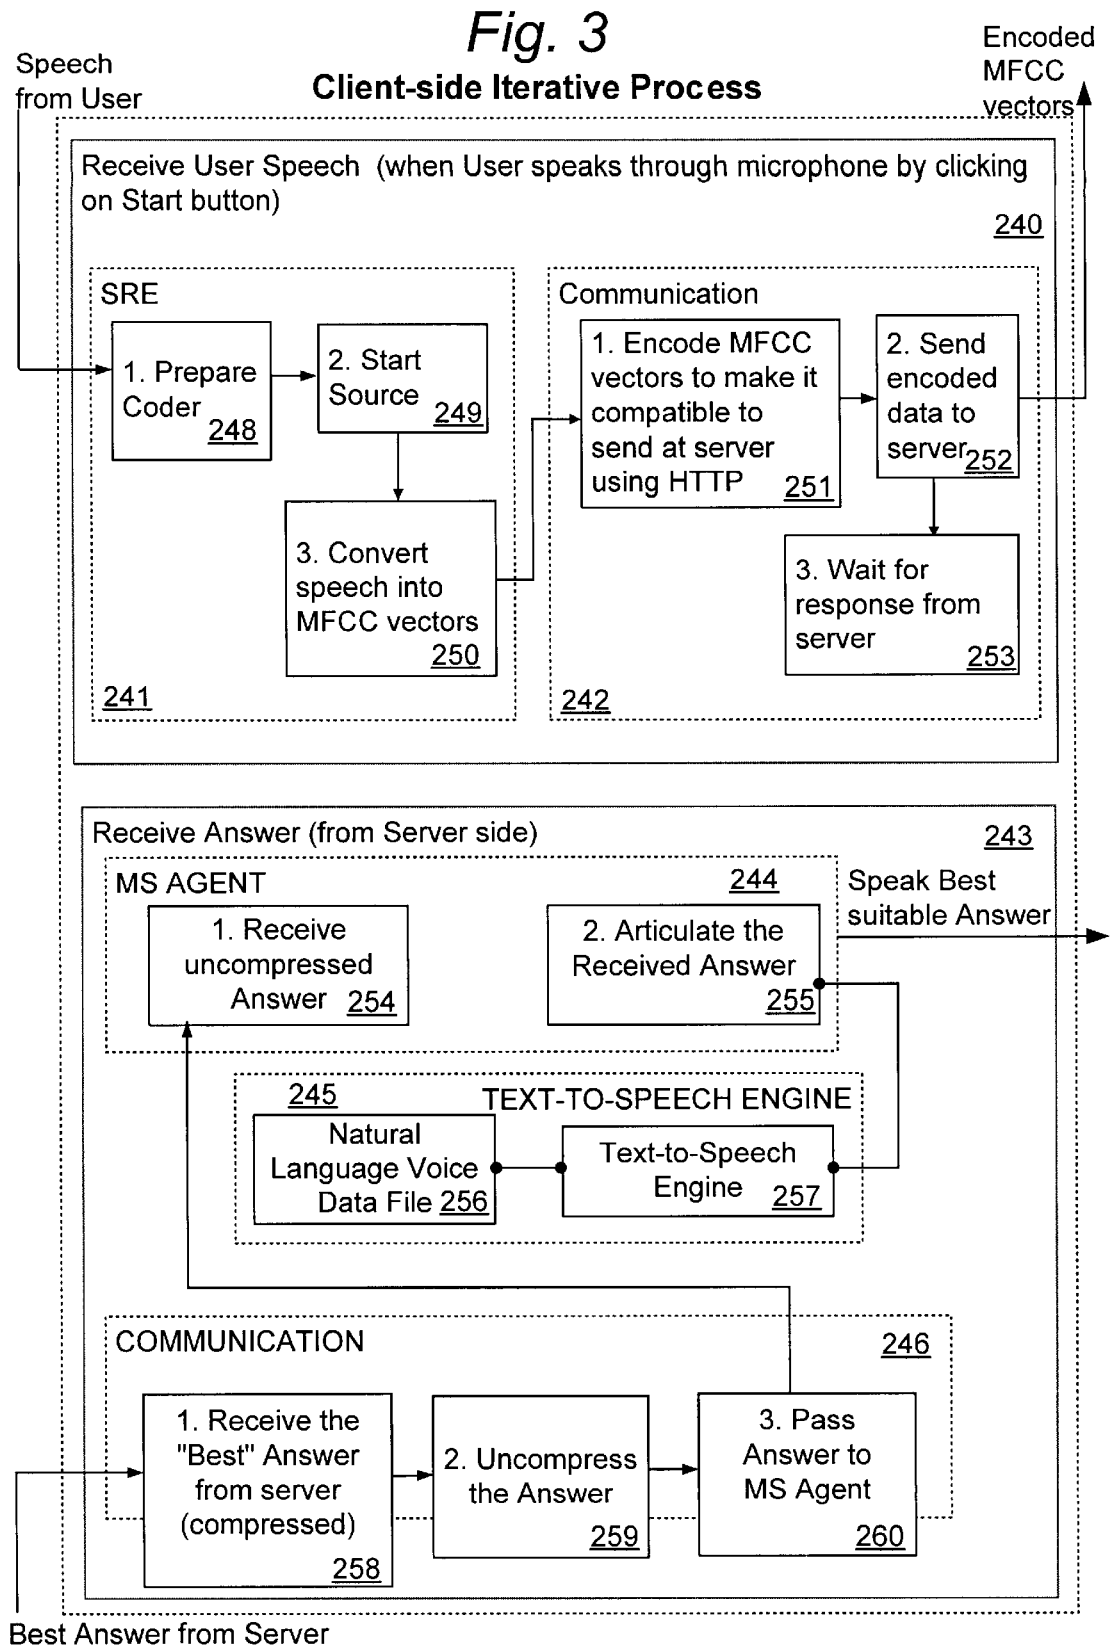 Fig. 3
Client-side Iterative Process
Speech
from User
Encoded
MFCC
vectors
Receive User Speech (when User speaks through microphone by clicking
on Start button)
240
SRE
1. Prepare
Coder
248
2. Start
Source
249
3. Convert
speech into
MFCC vectors
250
241
Communication
1. Encode MFCC
vectors to make it
compatible to
send at server
using HTTP
251
2. Send
encoded
data to
server
252
3. Wait for
response from
server
253
242
Receive Answer (from Server side)
243
MS AGENT
244
1. Receive
uncompressed
Answer
254
2. Articulate the
Received Answer
255
Speak Best
suitable Answer
245
TEXT-TO-SPEECH ENGINE
Natural
Language Voice
Data File 256
Text-to-Speech
Engine
257
COMMUNICATION
246
1. Receive the
"Best" Answer
from server
(compressed)
258
2. Uncompress
the Answer
259
3. Pass
Answer to
MS Agent
260
Best Answer from Server